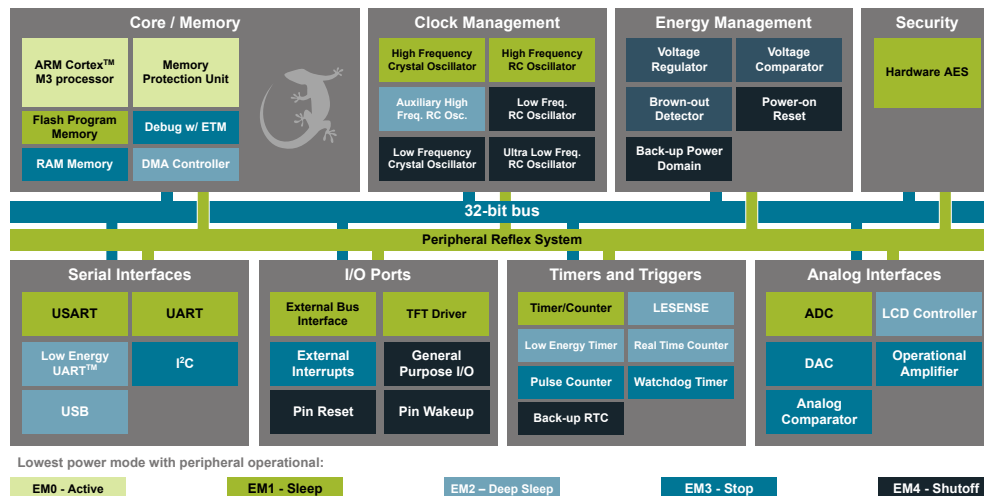 Core / Memory
ARM Cortex™
M3 processor
Memory
Protection Unit
Flash Program
Memory
Debug w/ ETM
RAM Memory
DMA Controller
Clock Management
High Frequency
Crystal Oscillator
High Frequency
RC Oscillator
Auxiliary High
Freq. RC Osc.
Low Freq.
RC Oscillator
Low Frequency
Crystal Oscillator
Ultra Low Freq.
RC Oscillator
Energy Management
Voltage
Regulator
Voltage
Comparator
Brown-out
Detector
Power-on
Reset
Back-up Power
Domain
Security
Hardware AES
32-bit bus
Peripheral Reflex System
Serial Interfaces
USART
UART
Low Energy
UART™
I²C
USB
I/O Ports
External Bus
Interface
TFT Driver
External
Interrupts
General
Purpose I/O
Pin Reset
Pin Wakeup
Timers and Triggers
Timer/Counter
LESENSE
Low Energy Timer
Real Time Counter
Pulse Counter
Watchdog Timer
Back-up RTC
Analog Interfaces
ADC
LCD Controller
DAC
Operational
Amplifier
Analog
Comparator
Lowest power mode with peripheral operational:
EM0 - Active
EM1 - Sleep
EM2 – Deep Sleep
EM3 - Stop
EM4 - Shutoff